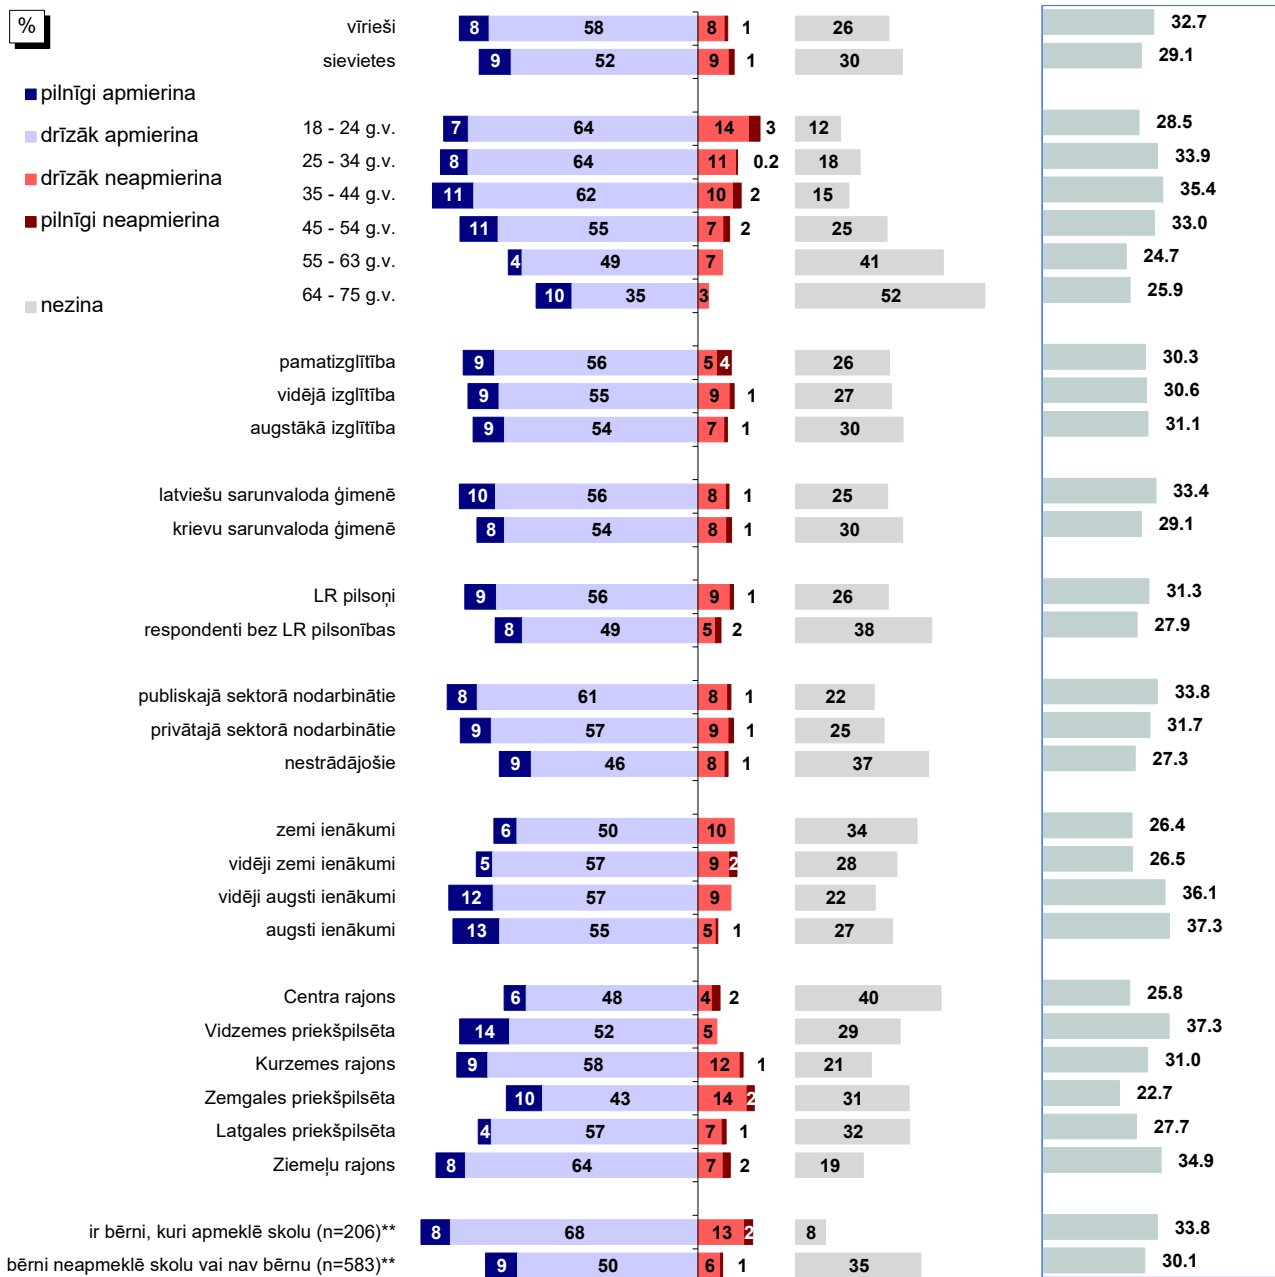 %
pilnīgi apmierina
drīzāk apmierina
drīzāk neapmierina
pilnīgi neapmierina
nezina
vīrieši 8 58 8 1 26 32.7
sievietes 9 52 9 1 30 29.1
18 - 24 g.v. 7 64 14 3 12 28.5
25 - 34 g.v. 8 64 11 0.2 18 33.9
35 - 44 g.v. 11 62 10 2 15 35.4
45 - 54 g.v. 11 55 7 2 25 33.0
55 - 63 g.v. 4 49 7 41 24.7
64 - 75 g.v. 10 35 3 52 25.9
pamatizglītība 9 56 5 4 26 30.3
vidējā izglītība 9 55 9 1 27 30.6
augstākā izglītība 9 54 7 1 30 31.1
latviešu sarunvaloda ģimenē 10 56 8 1 25 33.4
krievu sarunvaloda ģimenē 8 54 8 1 30 29.1
LR pilsoņi 9 56 9 1 26 31.3
respondenti bez LR pilsonības 8 49 5 2 38 27.9
publiskajā sektorā nodarbinātie 8 61 8 1 22 33.8
privātajā sektorā nodarbinātie 9 57 9 1 25 31.7
nestrādājošie 9 46 8 1 37 27.3
zemi ienākumi 6 50 10 34 26.4
vidēji zemi ienākumi 5 57 9 2 28 26.5
vidēji augsti ienākumi 12 57 9 22 36.1
augsti ienākumi 13 55 5 1 27 37.3
Centra rajons 6 48 4 2 40 25.8
Vidzemes priekšpilsēta 14 52 5 29 37.3
Kurzemes rajons 9 58 12 1 21 31.0
Zemgales priekšpilsēta 10 43 14 2 31 22.7
Latgales priekšpilsēta 4 57 7 1 32 27.7
Ziemeļu rajons 8 64 7 2 19 34.9
ir bērni, kuri apmeklē skolu (n=206)** 8 68 13 2 8 33.8
bērni neapmeklē skolu vai nav bērnu (n=583)** 9 50 6 1 35 30.1